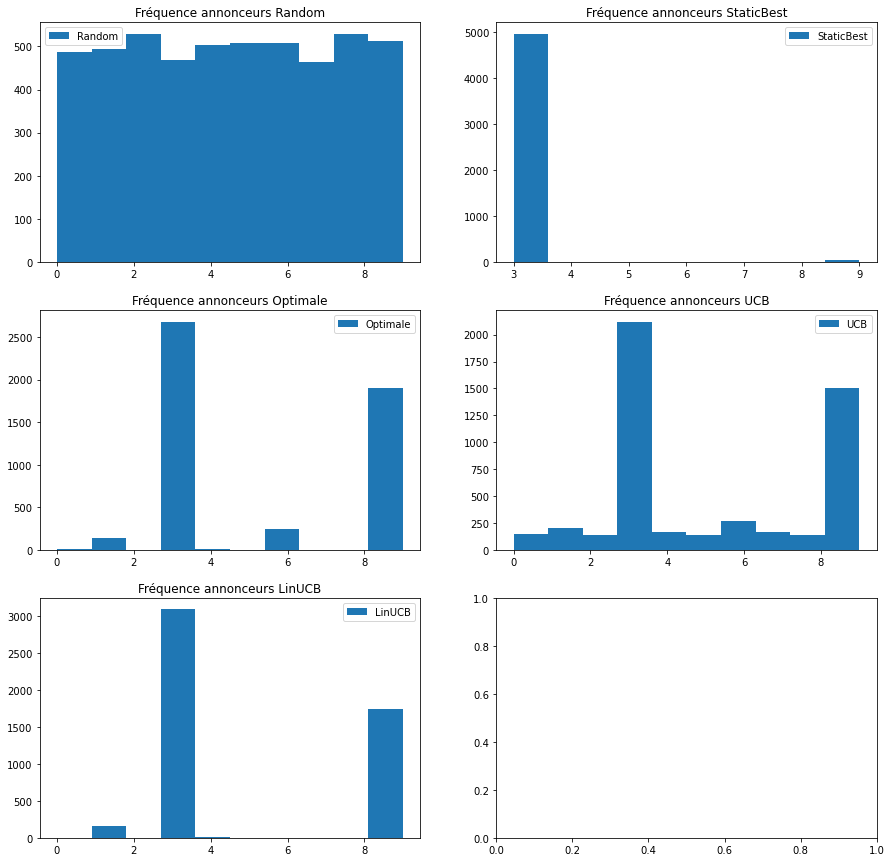 Fréquence annonceurs Random
Random
500
400
300
200
100
0
0 2 4 6 8
Fréquence annonceurs StaticBest
StaticBest
5000
4000
3000
2000
1000
0
3 4 5 6 7 8 9
Fréquence annonceurs Optimale
Optimale
2500
2000
1500
1000
500
0
0 2 4 6 8
Fréquence annonceurs UCB
UCB
2000
1750
1500
1250
1000
750
500
250
0
0 2 4 6 8
Fréquence annonceurs LinUCB
LinUCB
3000
2500
2000
1500
1000
500
0
0 2 4 6 8
1.0
0.8
0.6
0.4
0.2
0.0
0.0 0.2 0.4 0.6 0.8 1.0